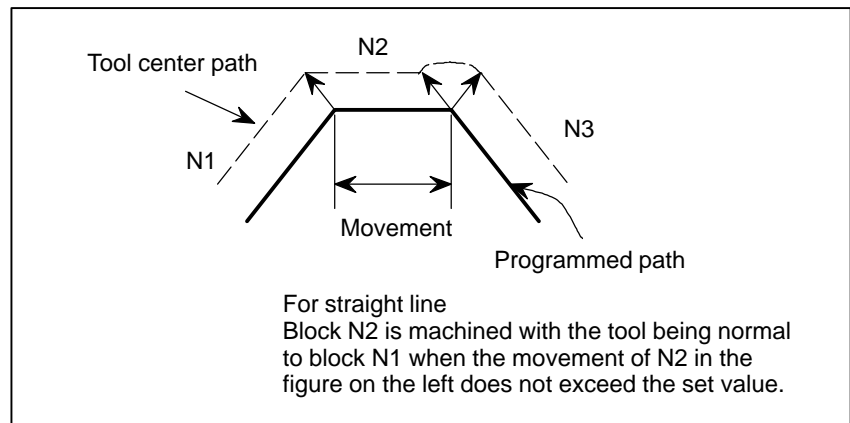 N2
Tool center path
N1
N3
Movement
Programmed path
For straight line
Block N2 is machined with the tool being normal
to block N1 when the movement of N2 in the
figure on the left does not exceed the set value.